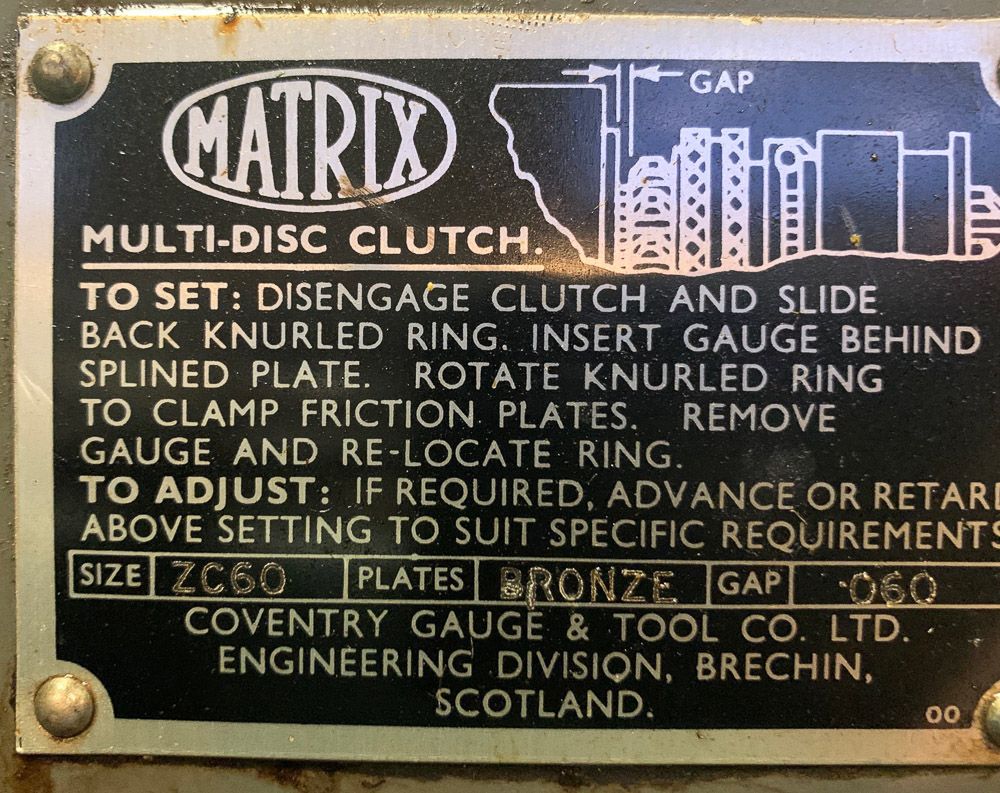 MATRIX
GAP
MULTI-DISC CLUTCH.
TO SET: DISENGAGE CLUTCH AND SLIDE
BACK KNURLED RING. INSERT GAUGE BEHIND
SPLINED PLATE. ROTATE KNURLED RING
TO CLAMP FRICTION PLATES. REMOVE
GAUGE AND RE-LOCATE RING.
TO ADJUST: IF REQUIRED, ADVANCE OR RETAR
ABOVE SETTING TO SUIT SPECIFIC REQUIREMENTS
SIZE ZC60 PLATES BRONZE GAP .060
COVENTRY GAUGE & TOOL CO. LTD.
ENGINEERING DIVISION, BRECHIN,
SCOTLAND.
00